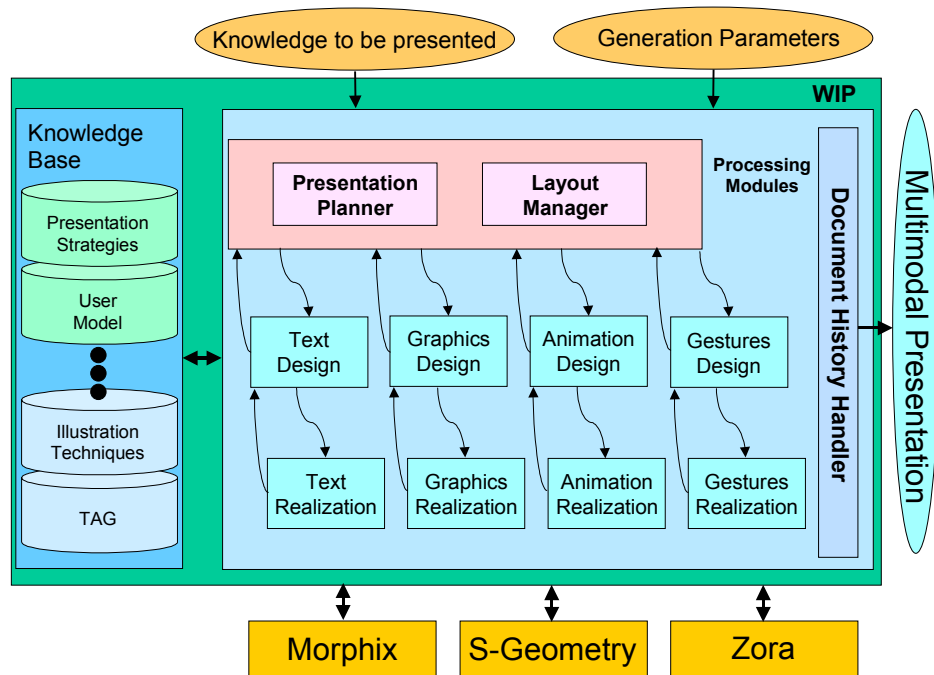 Knowledge to be presented
Generation Parameters
WIP
Knowledge
Base
Presentation
Strategies
User
Model
Illustration
Techniques
TAG
Presentation
Planner
Layout
Manager
Processing
Modules
Text
Design
Graphics
Design
Animation
Design
Gestures
Design
Text
Realization
Graphics
Realization
Animation
Realization
Gestures
Realization
Document History Handler
Multimodal Presentation
Morphix
S-Geometry
Zora